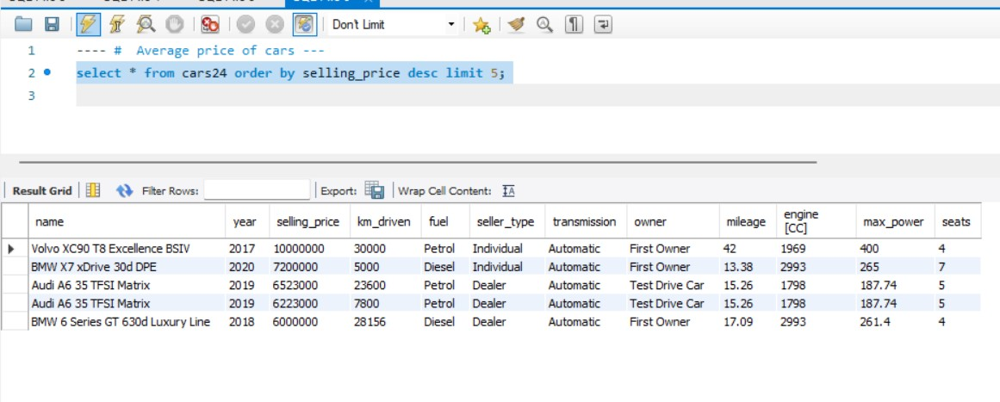 Don't Limit
1 ---- # Average price of cars ---
2 select * from cars24 order by selling_price desc limit 5;
3
Result Grid Filter Rows: Export: Wrap Cell Content: IA
name year selling_price km_driven fuel seller_type transmission owner mileage engine [CC] max_power seats
Volvo XC90 T8 Excellence BSIV 2017 10000000 30000 Petrol Individual Automatic First Owner 42 1969 400 4
BMW X7 xDrive 30d DPE 2020 7200000 5000 Diesel Individual Automatic First Owner 13.38 2993 265 7
Audi A6 35 TFSI Matrix 2019 6523000 23600 Petrol Dealer Automatic Test Drive Car 15.26 1798 187.74 5
Audi A6 35 TFSI Matrix 2019 6223000 7800 Petrol Dealer Automatic Test Drive Car 15.26 1798 187.74 5
BMW 6 Series GT 630d Luxury Line 2018 6000000 28156 Diesel Dealer Automatic First Owner 17.09 2993 261.4 4